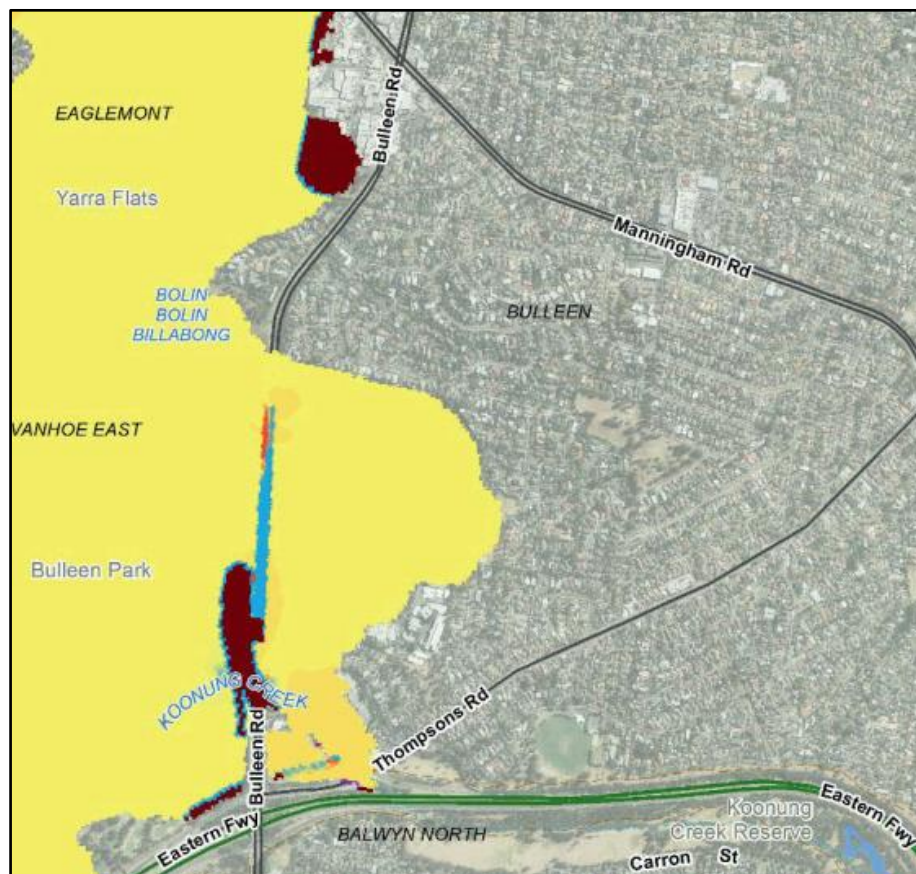 Bulleen Rd
EAGLEMONT
Yarra Flats
Manningham Rd
BOLIN
BOLIN
BILLABONG
BULLEEN
VANHOE EAST
Bulleen Park
KOONUNG CREEK
Bulleen Rd
Thompsons Rd
Eastern Fwy
Eastern Fwy
BALWYN NORTH
Koonung
Creek Reserve
Carron St